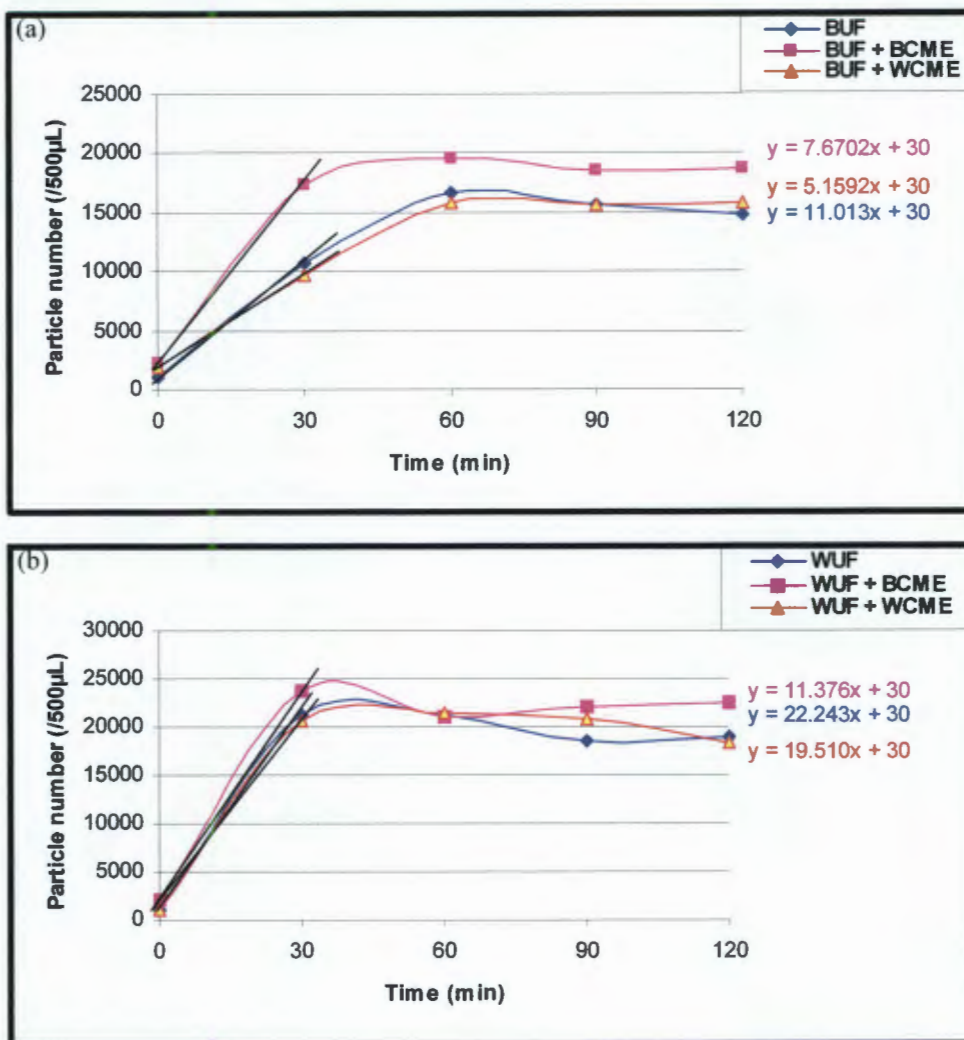 (a)
BUF
BUF + BCME
BUF + WCME
25000
20000
15000
10000
5000
0
Particle number (/500µL)
0 30 60 90 120
Time (min)
y = 7.6702x + 30
y = 5.1592x + 30
y = 11.013x + 30
(b)
WUF
WUF + BCME
WUF + WCME
30000
25000
20000
15000
10000
5000
0
Particle number (/500µL)
0 30 60 90 120
Time (min)
y = 11.376x + 30
y = 22.243x + 30
y = 19.510x + 30